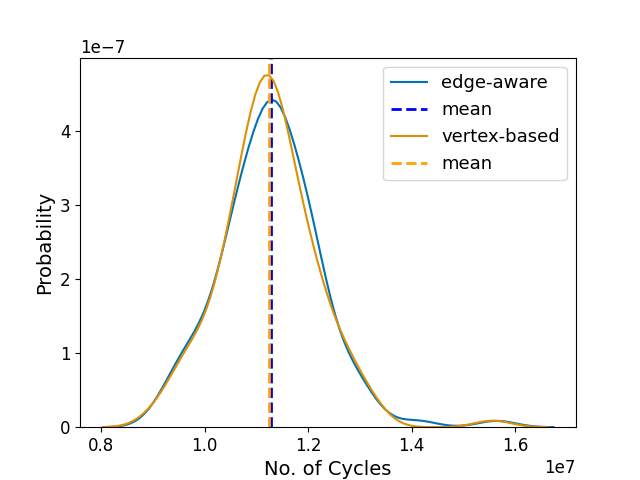 1e−7
edge-aware
mean
vertex-based
mean
4
3
2
1
0
Probability
0.8 1.0 1.2 1.4 1.6
No. of Cycles
1e7